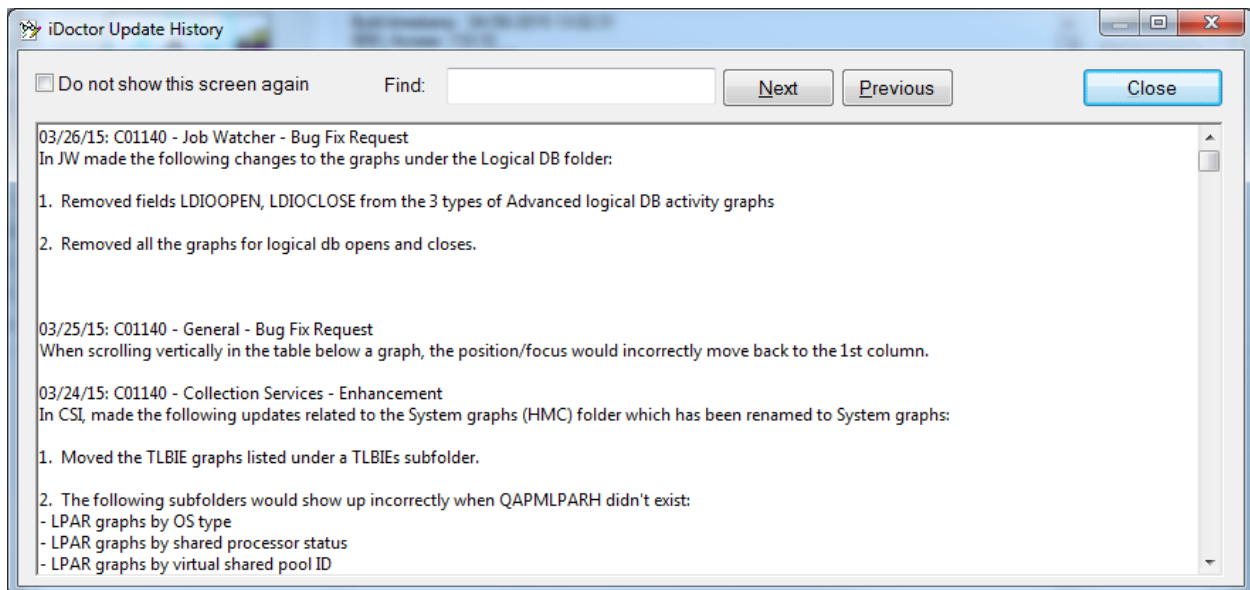 iDoctor Update History
Do not show this screen again
Find:
Next
Previous
Close
03/26/15: C01140 - Job Watcher - Bug Fix Request
In JW made the following changes to the graphs under the Logical DB folder:
1. Removed fields LDIOOPEN, LDIOCLOSE from the 3 types of Advanced logical DB activity graphs
2. Removed all the graphs for logical db opens and closes.
03/25/15: C01140 - General - Bug Fix Request
When scrolling vertically in the table below a graph, the position/focus would incorrectly move back to the 1st column.
03/24/15: C01140 - Collection Services - Enhancement
In CSI, made the following updates related to the System graphs (HMC) folder which has been renamed to System graphs:
1. Moved the TLBIE graphs listed under a TLBIEs subfolder.
2. The following subfolders would show up incorrectly when QAPMLPARH didn't exist:
- LPAR graphs by OS type
- LPAR graphs by shared processor status
- LPAR graphs by virtual shared pool ID